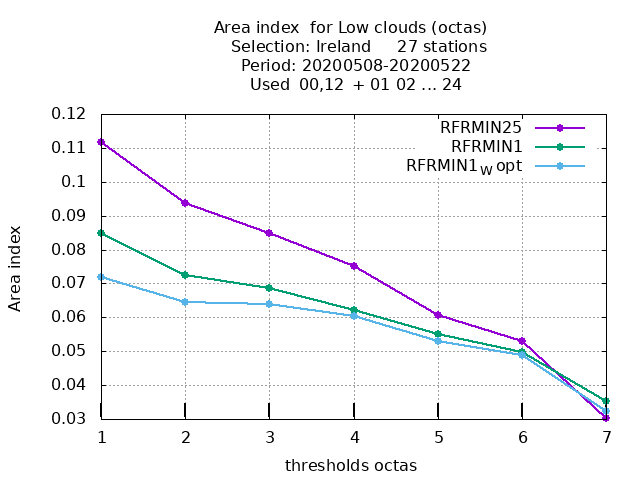 Area index for Low clouds (octas)
Selection: Ireland 27 stations
Period: 20200508-20200522
Used 00,12 + 01 02 ... 24
RFRMIN25
RFRMIN1
RFRMIN1W opt
0.12
0.11
0.1
0.09
0.08
0.07
0.06
0.05
0.04
0.03
Area index
1 2 3 4 5 6 7
thresholds octas